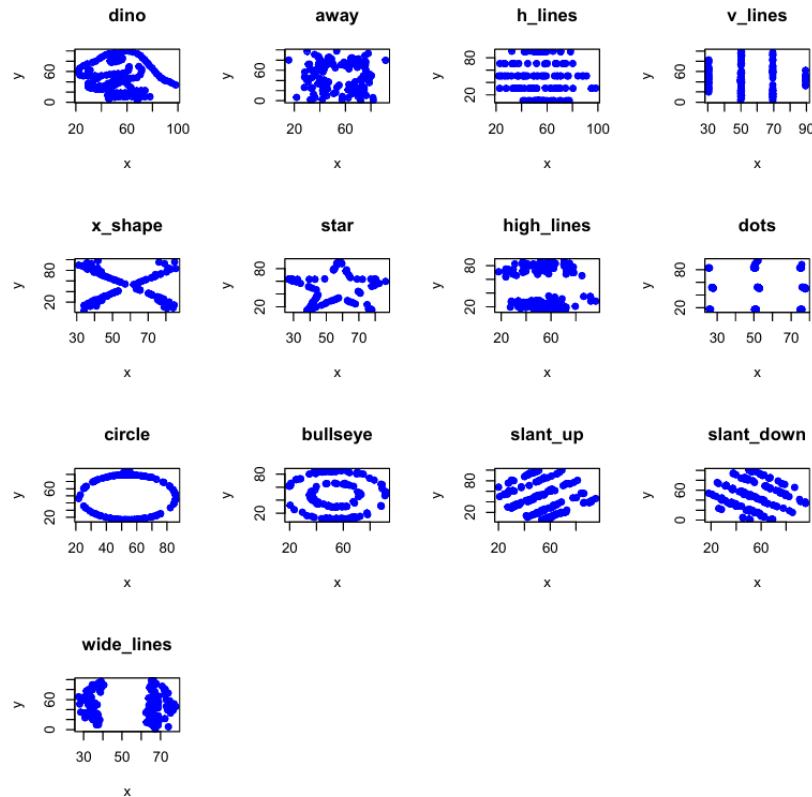 dino
y
60
0
20 60 100
x
away
y
60
0
20 60
x
h_lines
y
80
20
20 60 100
x
v_lines
y
60
0
30 50 70 90
x
x_shape
y
80
20
30 50 70
x
star
y
80
20
30 50 70
x
high_lines
y
80
20
20 60
x
dots
y
80
20
30 50 70
x
circle
y
60
20
20 40 60 80
x
bullseye
y
80
20
20 60
x
slant_up
y
80
20
20 60
x
slant_down
y
60
0
20 60
x
wide_lines
y
60
0
30 50 70
x